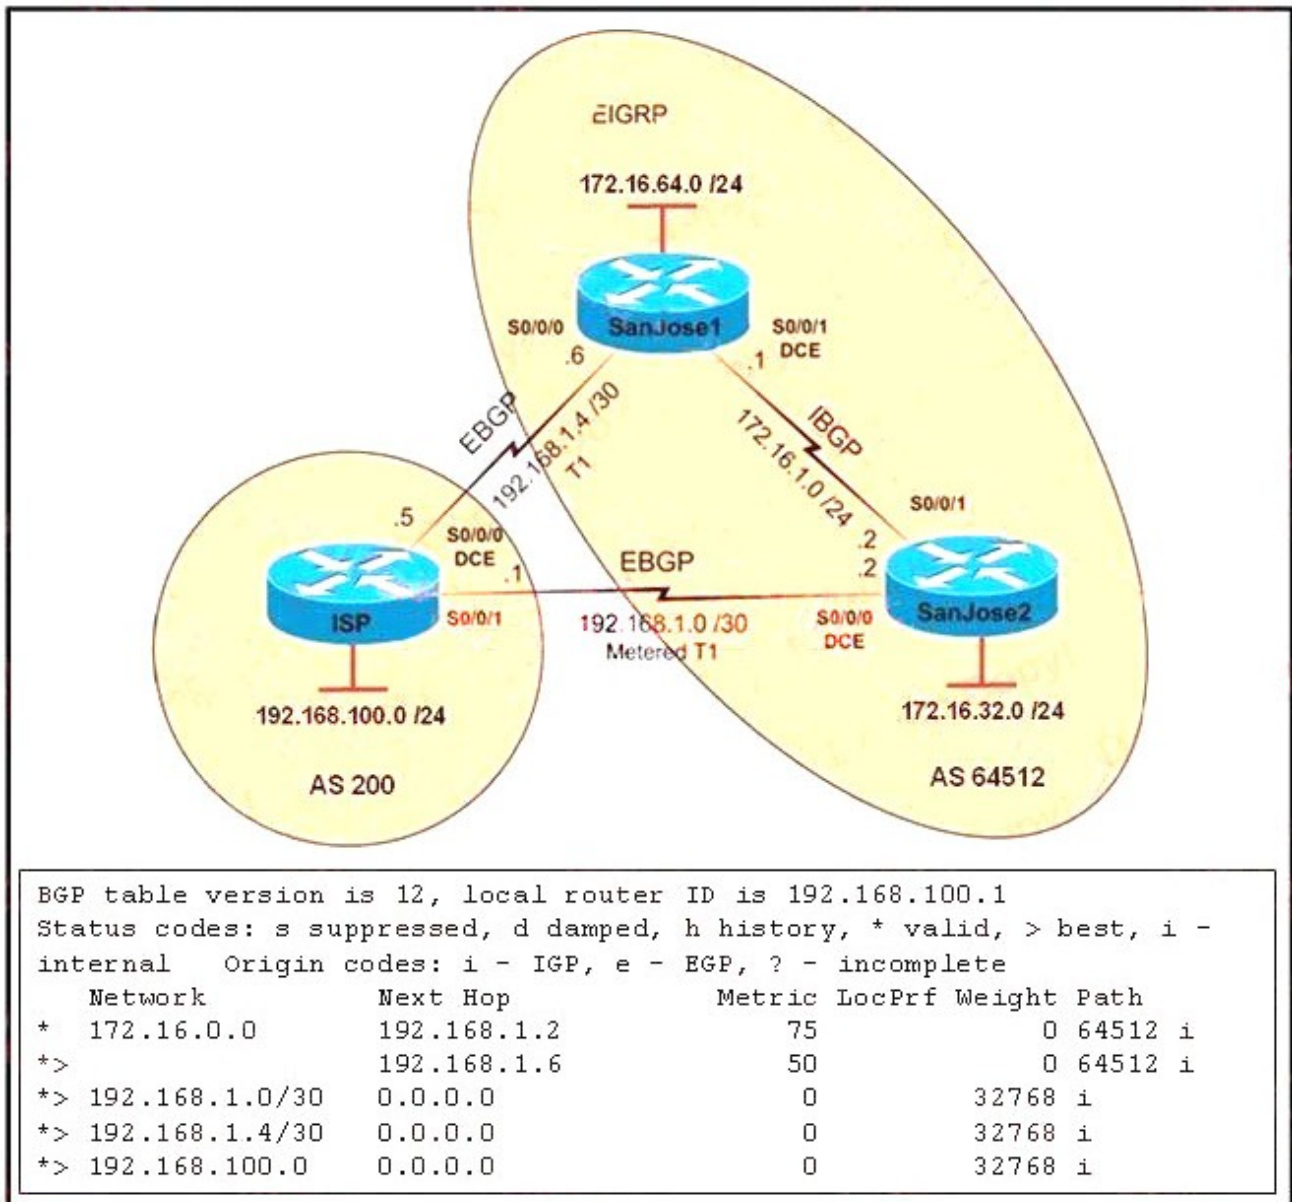 EIGRP
172.16.64.0 /24
S0/0/0
SanJose1
S0/0/1
DCE
.6
.1
EBGP
192.168.1.4 /30
T1
IBGP
172.16.1.0 /24
S0/0/1
.5
S0/0/0
DCE
.2
.2
.1
EBGP
ISP
S0/0/1
192.168.1.0 /30
Metered T1
S0/0/0
DCE
SanJose2
192.168.100.0 /24
172.16.32.0 /24
AS 200
AS 64512
BGP table version is 12, local router ID is 192.168.100.1
Status codes: s suppressed, d damped, h history, * valid, > best, i -
internal   Origin codes: i - IGP, e - EGP, ? - incomplete
   Network          Next Hop            Metric LocPrf Weight Path
*  172.16.0.0       192.168.1.2             75             0 64512 i
*>                  192.168.1.6             50             0 64512 i
*> 192.168.1.0/30   0.0.0.0                  0         32768 i
*> 192.168.1.4/30   0.0.0.0                  0         32768 i
*> 192.168.100.0    0.0.0.0                  0         32768 i